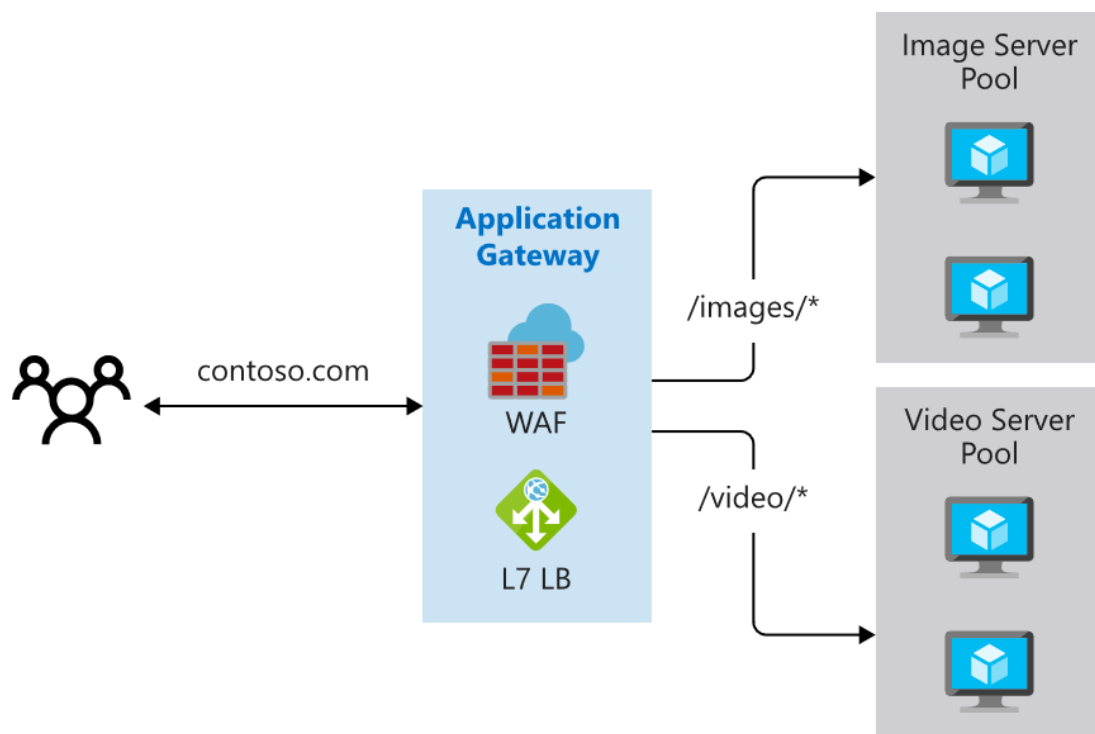 contoso.com
Application
Gateway
WAF
L7 LB
/images/*
/video/*
Image Server
Pool
Video Server
Pool